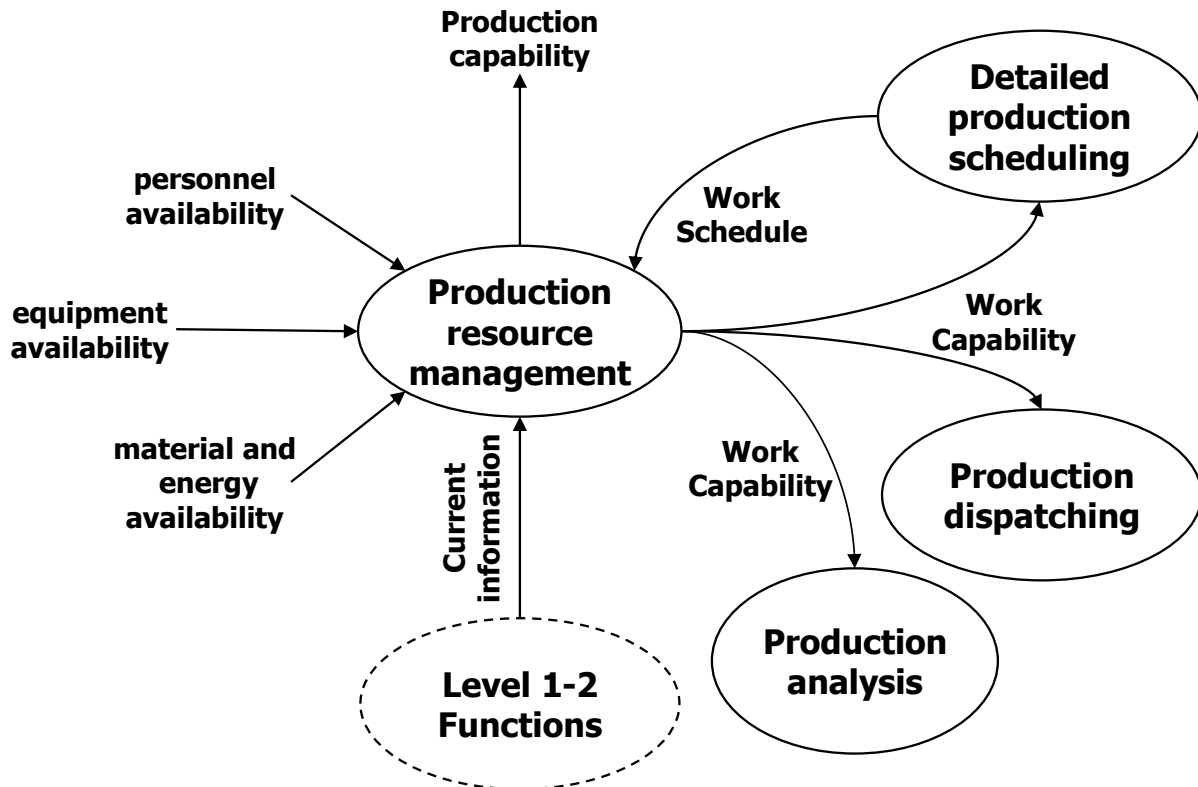 Production
capability
Detailed
production
scheduling
personnel
availability
Work
Schedule
equipment
availability
Production
resource
management
Work
Capability
material and
energy
availability
Current
information
Work
Capability
Production
dispatching
Level 1-2
Functions
Production
analysis